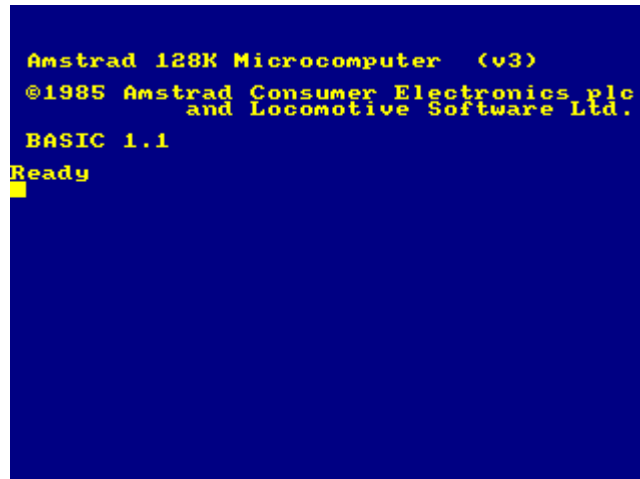 Amstrad 128K Microcomputer (v3)
©1985 Amstrad Consumer Electronics plc
and Locomotive Software Ltd.
BASIC 1.1
Ready